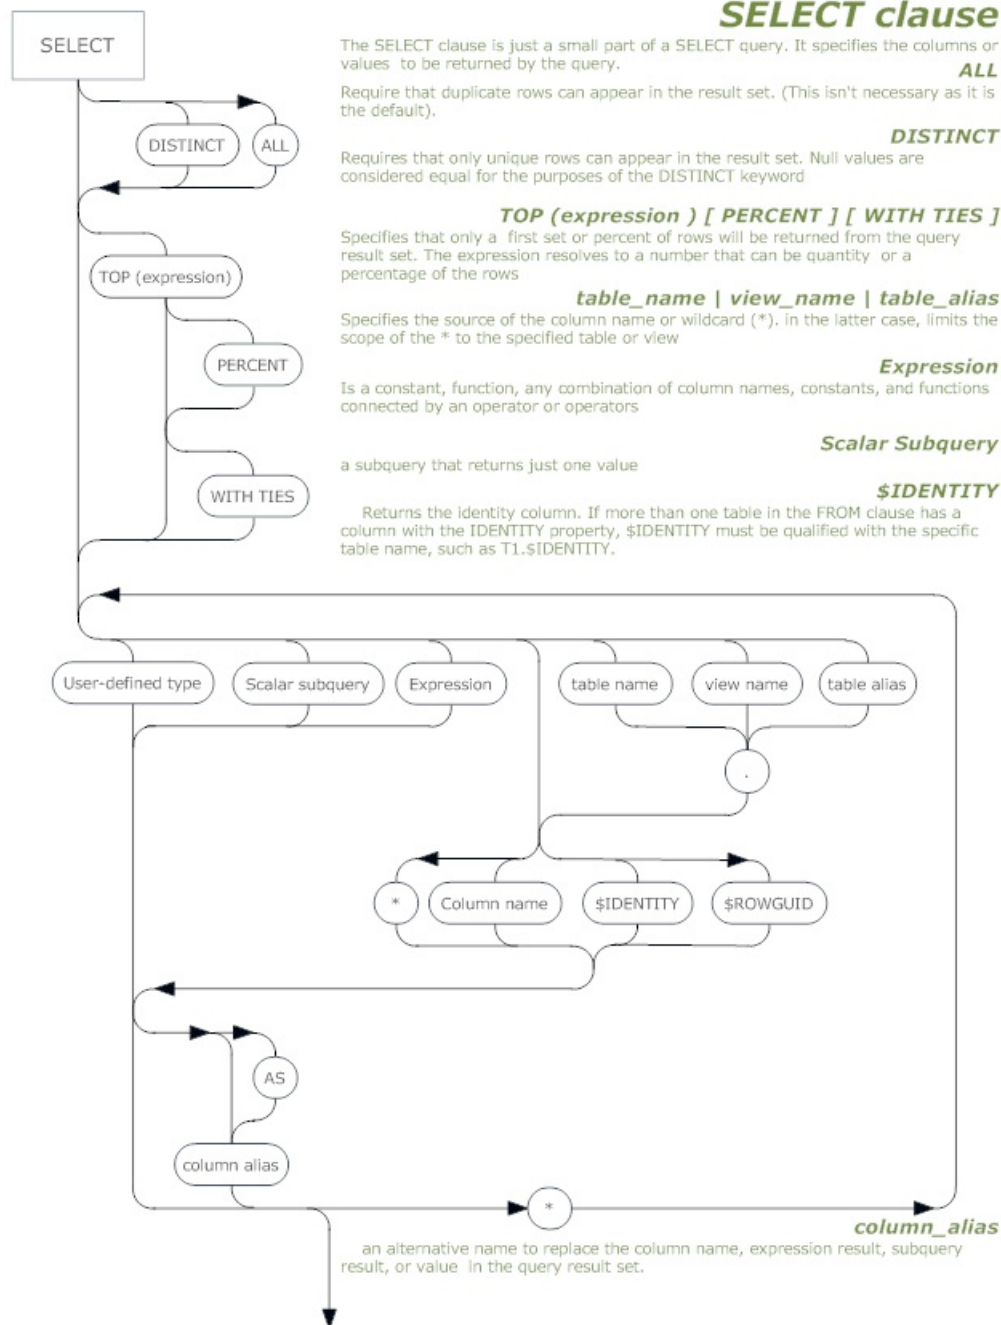 SELECT clause
SELECT
The SELECT clause is just a small part of a SELECT query. It specifies the columns or
values to be returned by the query.
ALL
Require that duplicate rows can appear in the result set. (This isn't necessary as it is
the default).
DISTINCT
ALL
DISTINCT
Requires that only unique rows can appear in the result set. Null values are
considered equal for the purposes of the DISTINCT keyword
TOP (expression ) [ PERCENT ] [ WITH TIES ]
Specifies that only a first set or percent of rows will be returned from the query
result set. The expression resolves to a number that can be quantity or a
percentage of the rows
TOP (expression)
table_name | view_name | table_alias
Specifies the source of the column name or wildcard (*). in the latter case, limits the
scope of the * to the specified table or view
PERCENT
Expression
Is a constant, function, any combination of column names, constants, and functions
connected by an operator or operators
Scalar Subquery
a subquery that returns just one value
WITH TIES
$IDENTITY
Returns the identity column. If more than one table in the FROM clause has a
column with the IDENTITY property, $IDENTITY must be qualified with the specific
table name, such as T1.$IDENTITY.
User-defined type
Scalar subquery
Expression
table name
view name
table alias
.
*
Column name
$IDENTITY
$ROWGUID
AS
column alias
*
column_alias
an alternative name to replace the column name, expression result, subquery
result, or value in the query result set.